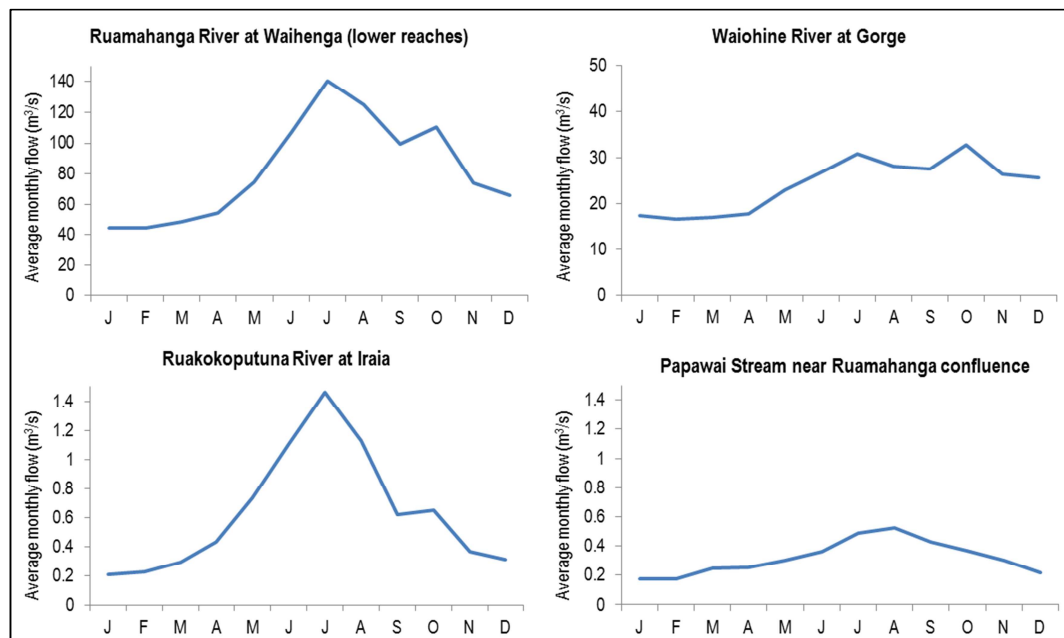 Ruamahanga River at Waihenga (lower reaches)
Average monthly flow (m³/s)
140
120
100
80
60
40
20
0
J F M A M J J A S O N D
Waiohine River at Gorge
Average monthly flow (m³/s)
50
40
30
20
10
0
J F M A M J J A S O N D
Ruakokoputuna River at Iraia
Average monthly flow (m³/s)
1.4
1.2
1
0.8
0.6
0.4
0.2
0
J F M A M J J A S O N D
Papawai Stream near Ruamahanga confluence
Average monthly flow (m³/s)
1.4
1.2
1
0.8
0.6
0.4
0.2
0
J F M A M J J A S O N D